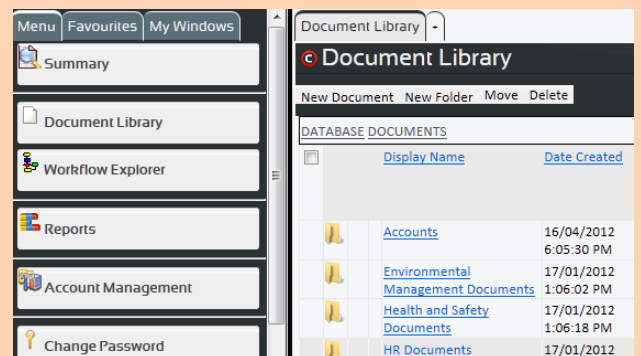 Menu Favourites My Windows
Summary
Document Library
Workflow Explorer
Reports
Account Management
Change Password
Document Library -
C Document Library
New Document New Folder Move Delete
DATABASE DOCUMENTS
Display Name Date Created
Accounts 16/04/2012
6:05:30 PM
Environmental 17/01/2012
Management Documents 1:06:02 PM
Health and Safety 17/01/2012
Documents 1:06:18 PM
HR Documents 17/01/2012